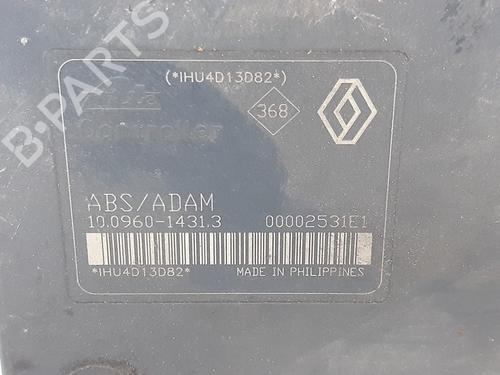 B-PARTS
(*IHU4D13D82*)
368
Controller
ABS/ADAM
10.0960-1431.3 00002531E1
*IHU4D13D82* MADE IN PHILIPPINES